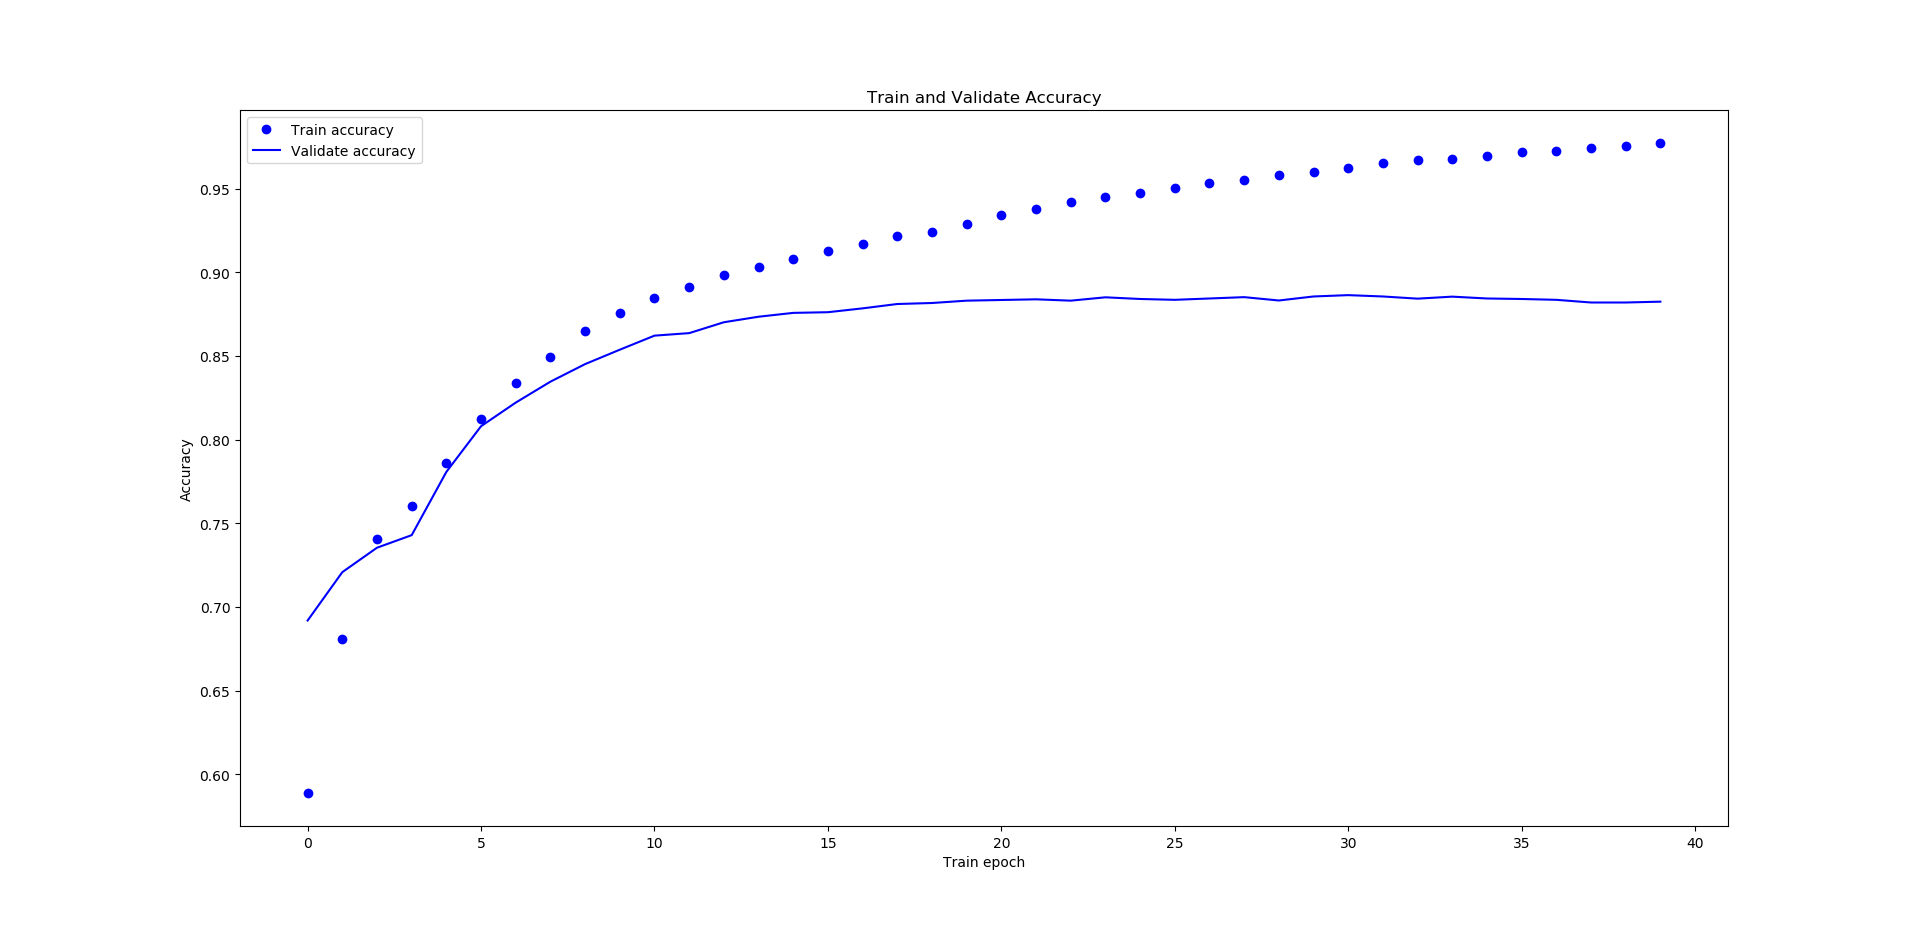 Train and Validate Accuracy
Train accuracy
Validate accuracy
0.95
0.90
0.85
0.80
0.75
0.70
0.65
0.60
Accuracy
0 5 10 15 20 25 30 35 40
Train epoch